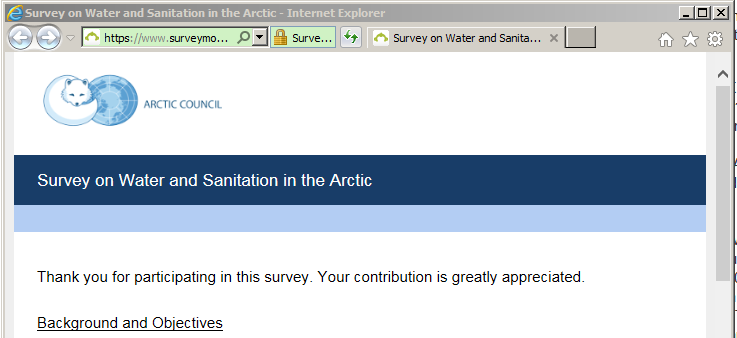 Survey on Water and Sanitation in the Arctic - Internet Explorer
https://www.surveymo...
Surve...
Survey on Water and Sanita...
ARCTIC COUNCIL
Survey on Water and Sanitation in the Arctic
Thank you for participating in this survey. Your contribution is greatly appreciated.
Background and Objectives